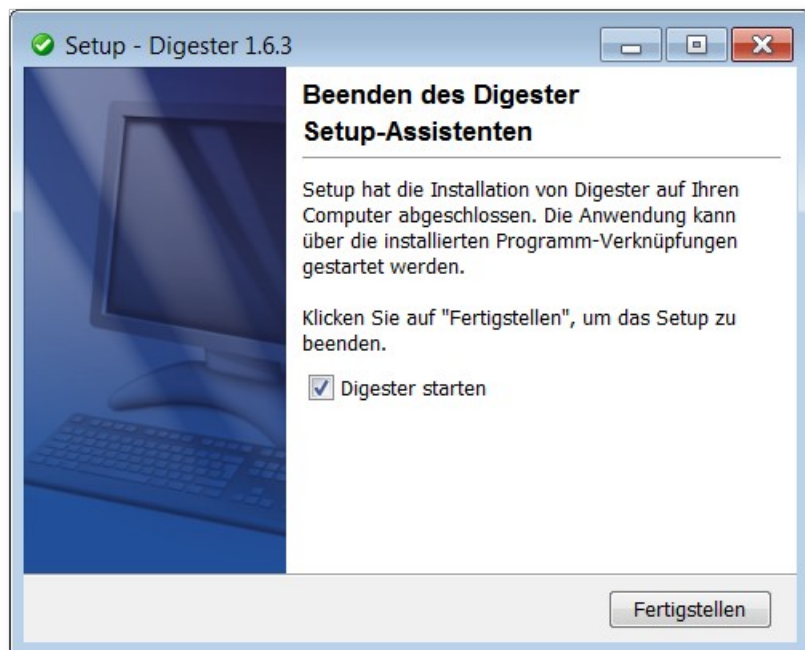 Setup - Digester 1.6.3
Beenden des Digester
Setup-Assistenten
Setup hat die Installation von Digester auf Ihren
Computer abgeschlossen. Die Anwendung kann
über die installierten Programm-Verknüpfungen
gestartet werden.
Klicken Sie auf "Fertigstellen", um das Setup zu
beenden.
Digester starten
Fertigstellen